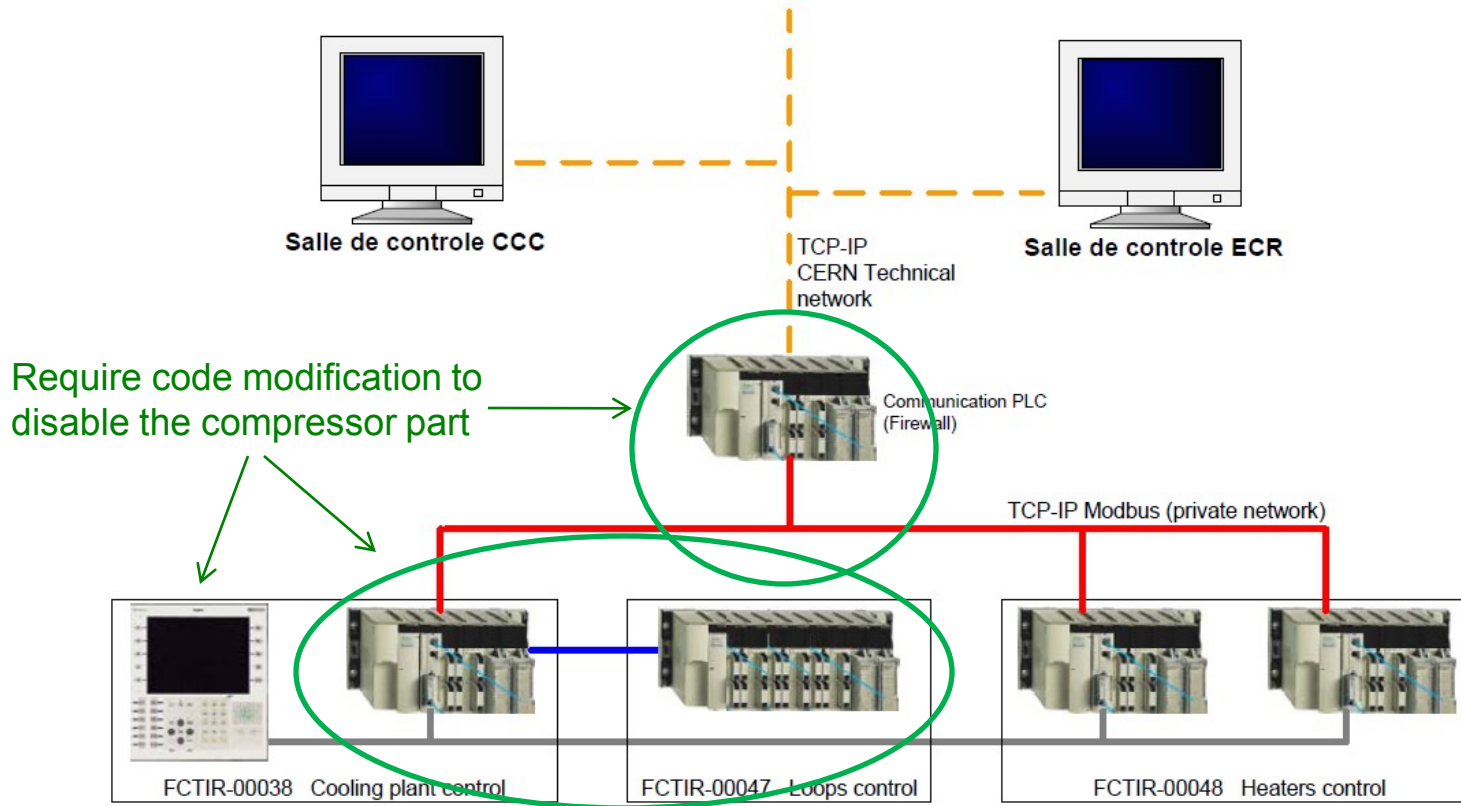 Salle de controle CCC
Salle de controle ECR
TCP-IP
CERN Technical
network
Require code modification to
disable the compressor part
Communication PLC
(Firewall)
TCP-IP Modbus (private network)
FCTIR-00038 Cooling plant control
FCTIR-00047 Loops control
FCTIR-00048 Heaters control